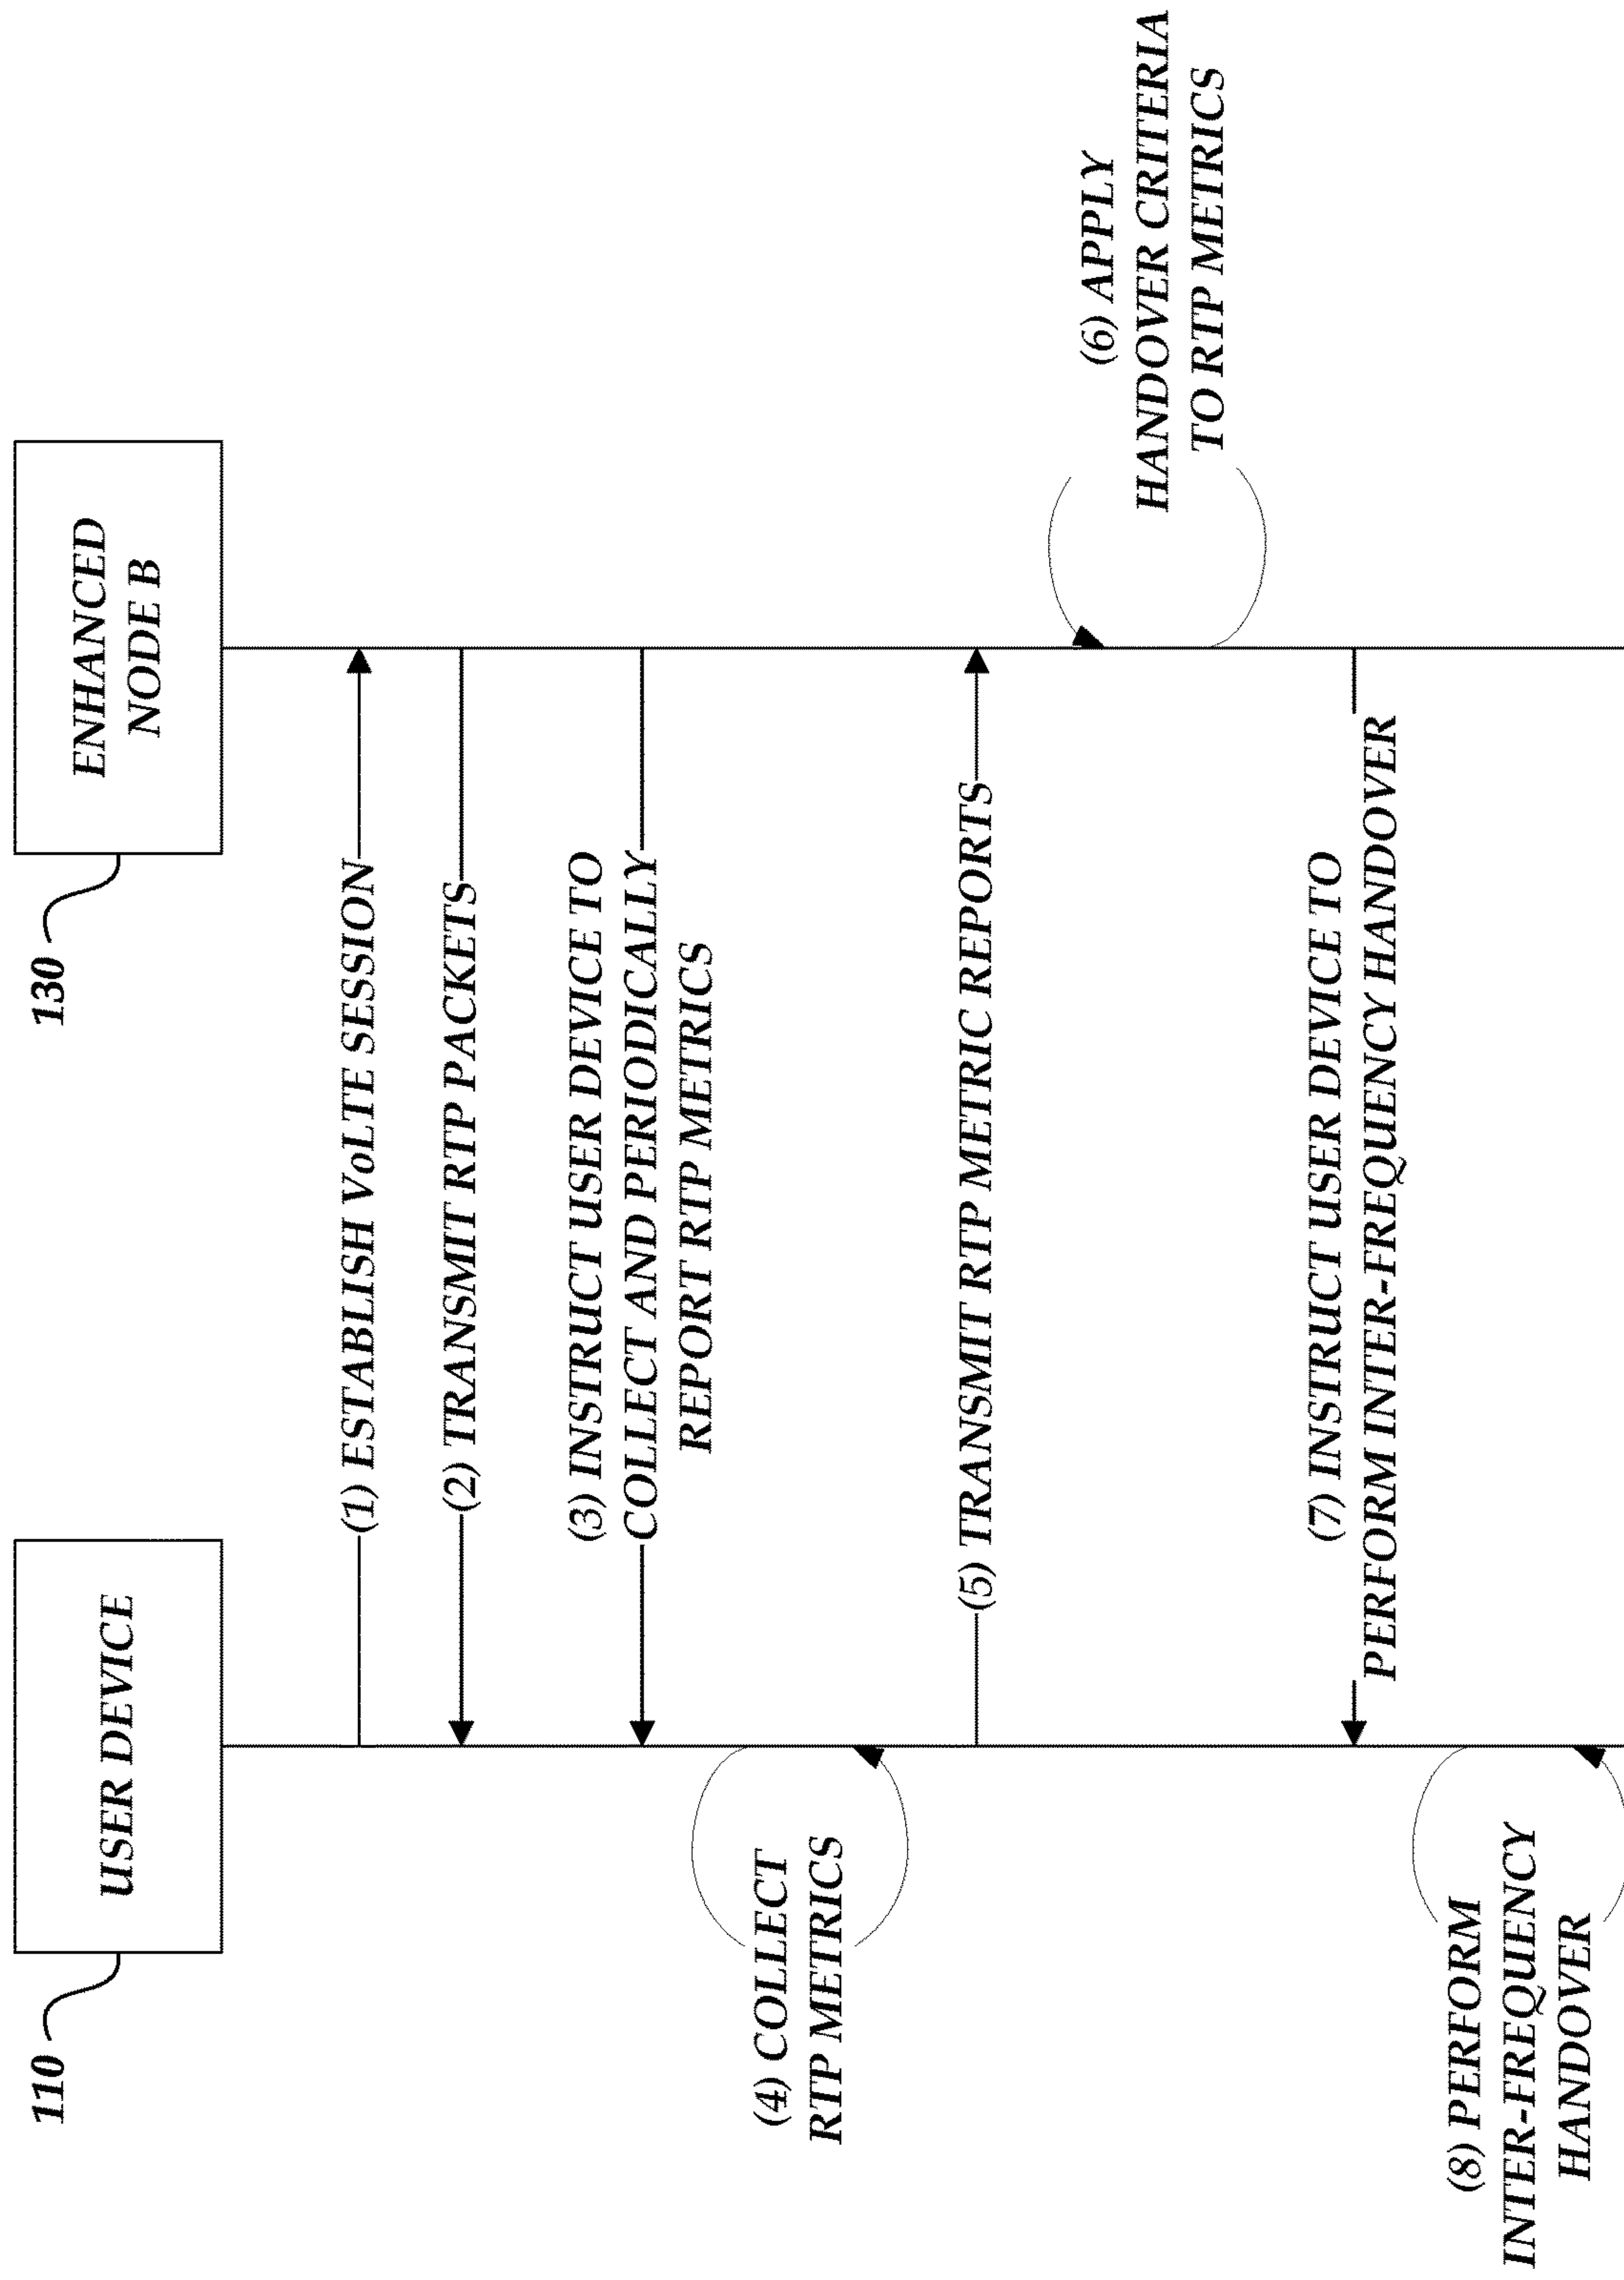 110
USER DEVICE
130
ENHANCED
NODE B
(1) ESTABLISH VoLTE SESSION
(2) TRANSMIT RTP PACKETS
(3) INSTRUCT USER DEVICE TO
COLLECT AND PERIODICALLY
REPORT RTP METRICS
(4) COLLECT
RTP METRICS
(5) TRANSMIT RTP METRIC REPORTS
(6) APPLY
HANDOVER CRITERIA
TO RTP METRICS
(7) INSTRUCT USER DEVICE TO
PERFORM INTER-FREQUENCY HANDOVER
(8) PERFORM
INTER-FREQUENCY
HANDOVER